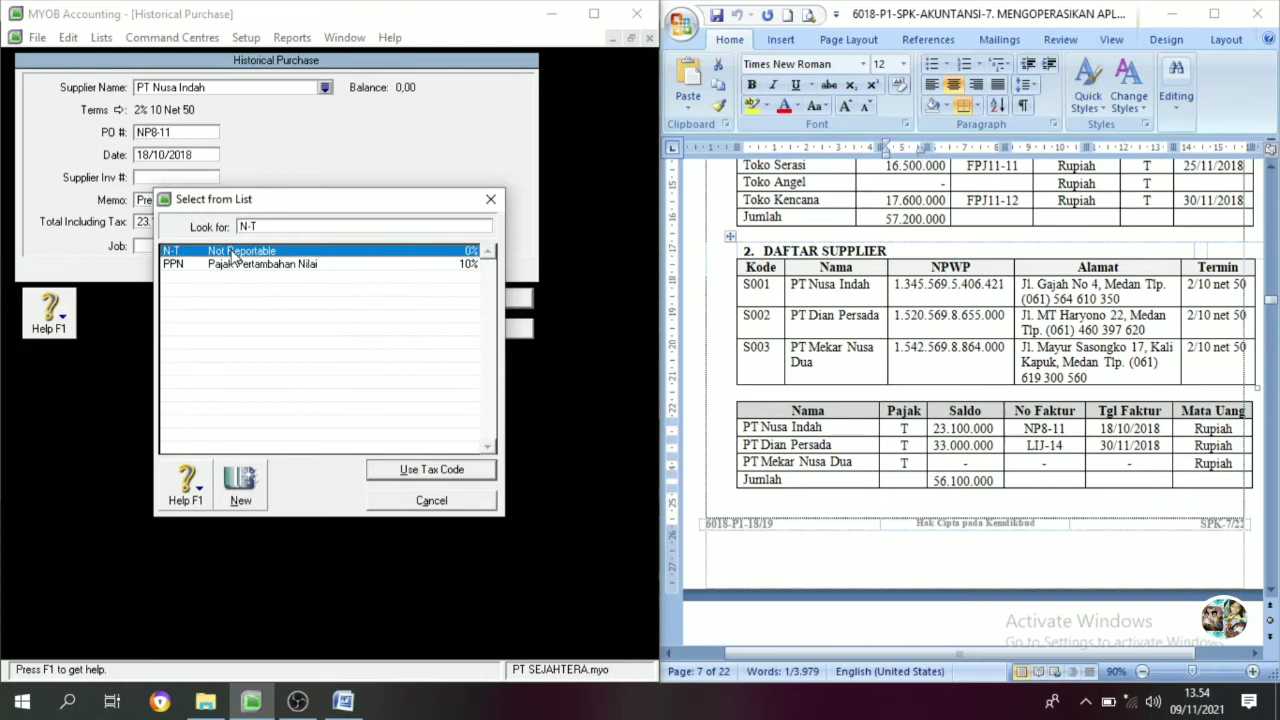 MYOB Accounting - [Historical Purchase]
File Edit Lists Command Centres Setup Reports Window Help
Historical Purchase
Supplier Name: PT Nusa Indah Balance: 0,00
Terms 2% 10 Net 50
PO #: NP8-11
Date: 18/10/2018
Supplier Inv #:
Memo: Pre
Total Including Tax: 23.1
Job:
Select from List
Look for: N-T
N-T Not Reportable 0%
PPN Pajak Pertambahan Nilai 10%
Use Tax Code
Help F1 New Cancel
Help F1
Press F1 to get help. PT SEJAHTERA.myo
6018-P1-SPK-AKUNTANSI-7. MENGOPERASIKAN APL...
Home Insert Page Layout References Mailings Review View Design Layout
Times New Roman 12
Paste
Quick Styles Change Styles Editing
Clipboard Font Paragraph Styles
Toko Serasi 16.500.000 FPJ11-11 Rupiah T 25/11/2018
Toko Angel - Rupiah T
Toko Kencana 17.600.000 FPJ11-12 Rupiah T 30/11/2018
Jumlah 57.200.000
2. DAFTAR SUPPLIER
Kode Nama NPWP Alamat Termin
S001 PT Nusa Indah 1.345.569.5.406.421 Jl. Gajah No 4, Medan Tlp. 2/10 net 50
(061) 564 610 350
S002 PT Dian Persada 1.520.569.8.655.000 Jl. MT Haryono 22, Medan 2/10 net 50
Tlp. (061) 460 397 620
S003 PT Mekar Nusa 1.542.569.8.864.000 Jl. Mayur Sasongko 17, Kali 2/10 net 50
Dua Kapuk, Medan Tlp. (061)
619 300 560
Nama Pajak Saldo No Faktur Tgl Faktur Mata Uang
PT Nusa Indah T 23.100.000 NP8-11 18/10/2018 Rupiah
PT Dian Persada T 33.000.000 LIJ-14 30/11/2018 Rupiah
PT Mekar Nusa Dua T - - - Rupiah
Jumlah 56.100.000
6018-P1-18/19 Hak Cipta pada Kemdikbud SPK-7/22
Activate Windows
Go to Settings to activate Windows.
Page: 7 of 22 Words: 1/3.979 English (United States) 90%
13.54
09/11/2021